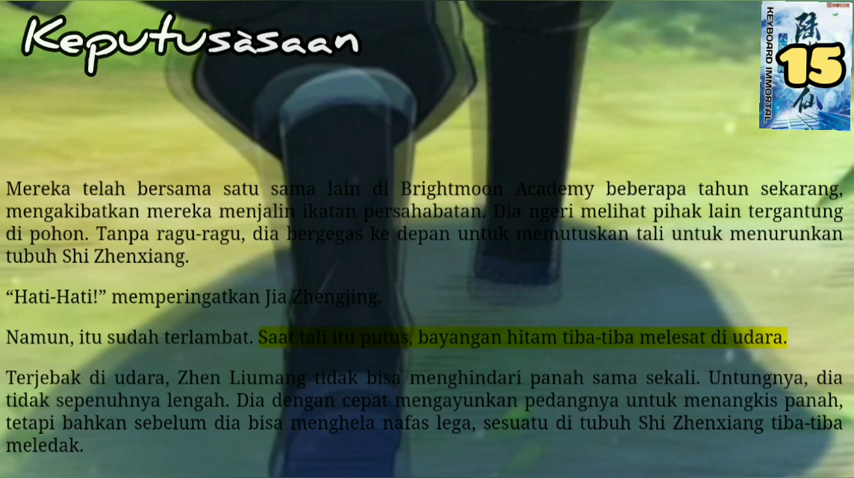 Keputusàsaan
KEYBOARD IMMORTAL
15
Mereka telah bersama satu sama lain di Brightmoon Academy beberapa tahun sekarang,
mengakibatkan mereka menjalin ikatan persahabatan. Dia ngeri melihat pihak lain tergantung
di pohon. Tanpa ragu-ragu, dia bergegas ke depan untuk memutuskan tali untuk menurunkan
tubuh Shi Zhenxiang.
“Hati-Hati!” memperingatkan Jia Zhengjing.
Namun, itu sudah terlambat. Saat tali itu putus, bayangan hitam tiba-tiba melesat di udara.
Terjebak di udara, Zhen Liumang tidak bisa menghindari panah sama sekali. Untungnya, dia
tidak sepenuhnya lengah. Dia dengan cepat mengayunkan pedangnya untuk menangkis panah,
tetapi bahkan sebelum dia bisa menghela nafas lega, sesuatu di tubuh Shi Zhenxiang tiba-tiba
meledak.